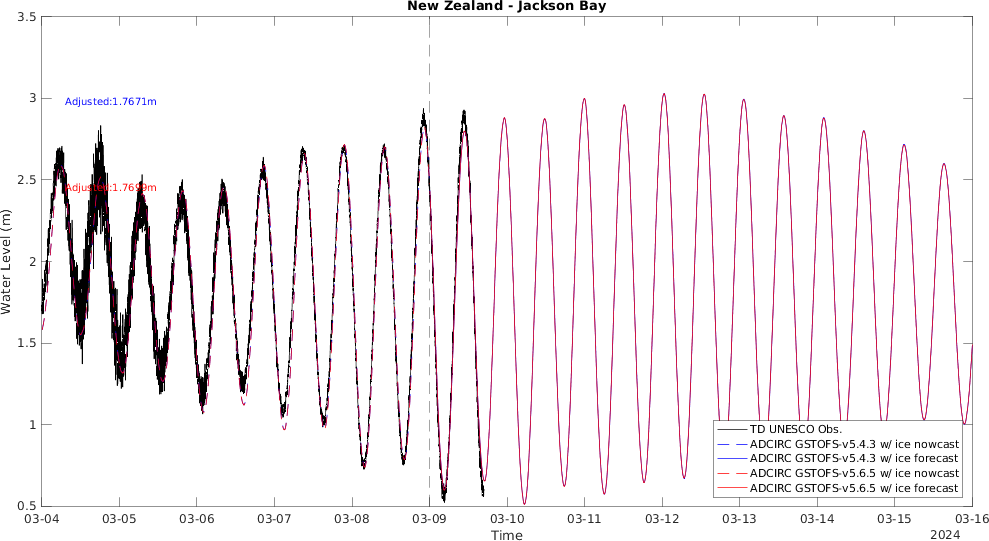 New Zealand - Jackson Bay
3.5
3
2.5
2
1.5
1
0.5
Water Level (m)
Adjusted:1.7671m
Adjusted:1.7699m
TD UNESCO Obs.
ADCIRC GSTOFS-v5.4.3 w/ ice nowcast
ADCIRC GSTOFS-v5.4.3 w/ ice forecast
ADCIRC GSTOFS-v5.6.5 w/ ice nowcast
ADCIRC GSTOFS-v5.6.5 w/ ice forecast
03-04 03-05 03-06 03-07 03-08 03-09 03-10 03-11 03-12 03-13 03-14 03-15 03-16
Time
2024